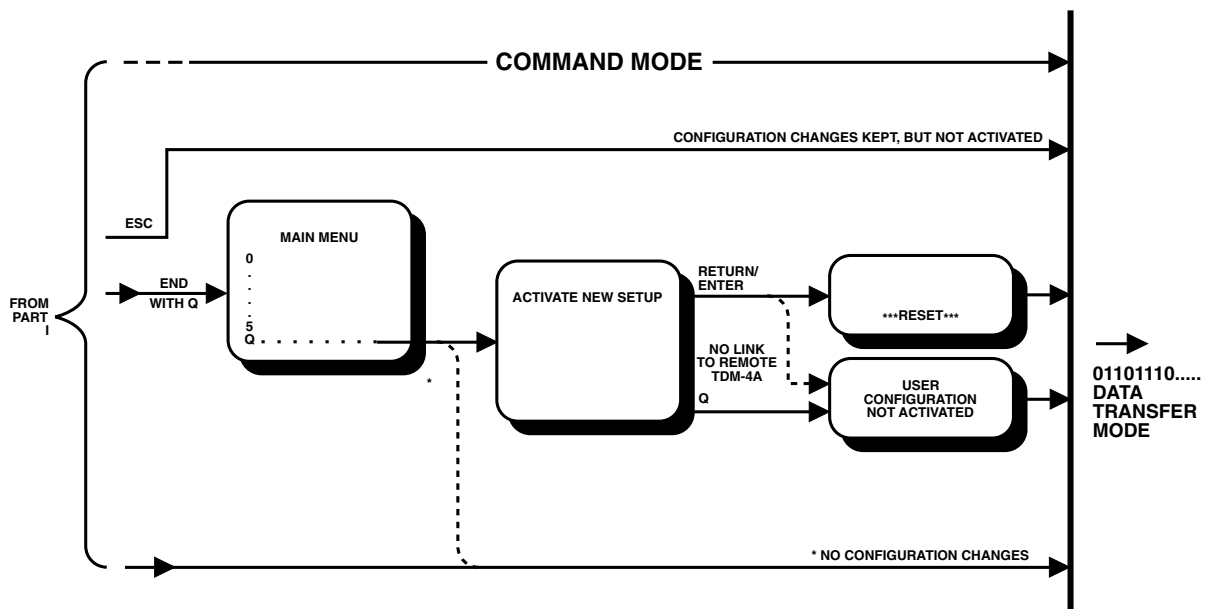 COMMAND MODE
CONFIGURATION CHANGES KEPT, BUT NOT ACTIVATED
ESC
MAIN MENU
0
.
.
.
.
5
Q . . . . . . . .
END
WITH Q
FROM
PART
I
*
ACTIVATE NEW SETUP
RETURN/
ENTER
NO LINK
TO REMOTE
TDM-4A
Q
***RESET***
USER
CONFIGURATION
NOT ACTIVATED
01101110.....
DATA
TRANSFER
MODE
* NO CONFIGURATION CHANGES